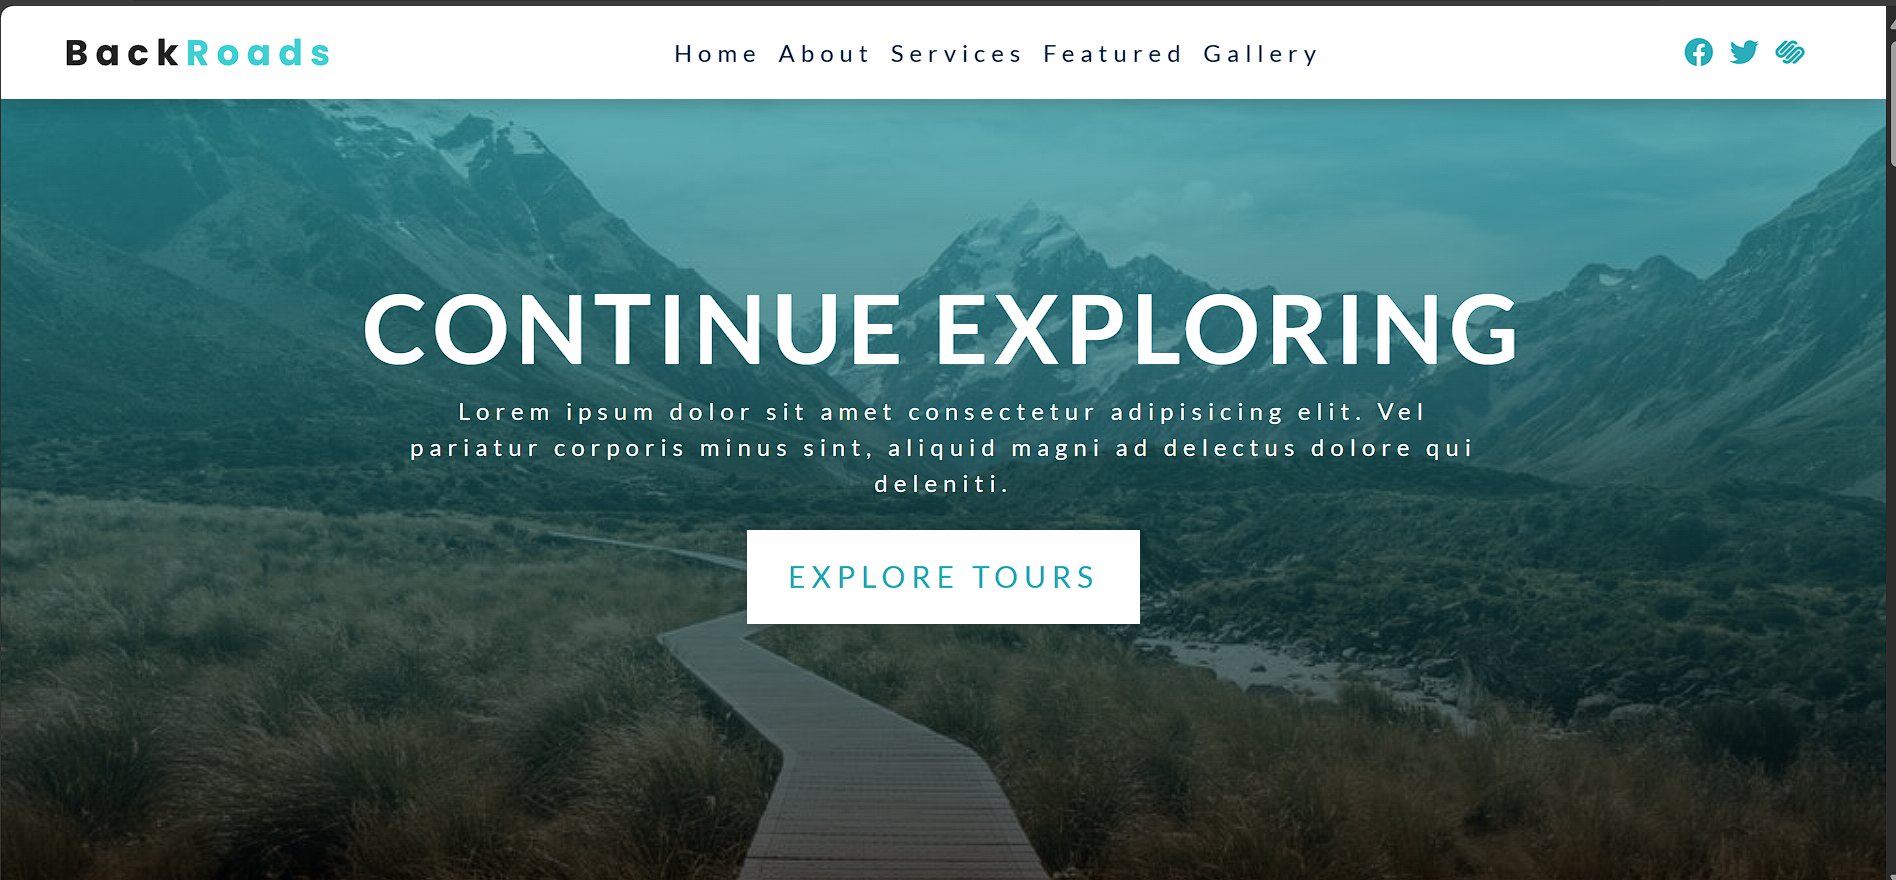 BackRoads
Home About Services Featured Gallery
CONTINUE EXPLORING
Lorem ipsum dolor sit amet consectetur adipisicing elit. Vel
pariatur corporis minus sint, aliquid magni ad delectus dolore qui
deleniti.
EXPLORE TOURS